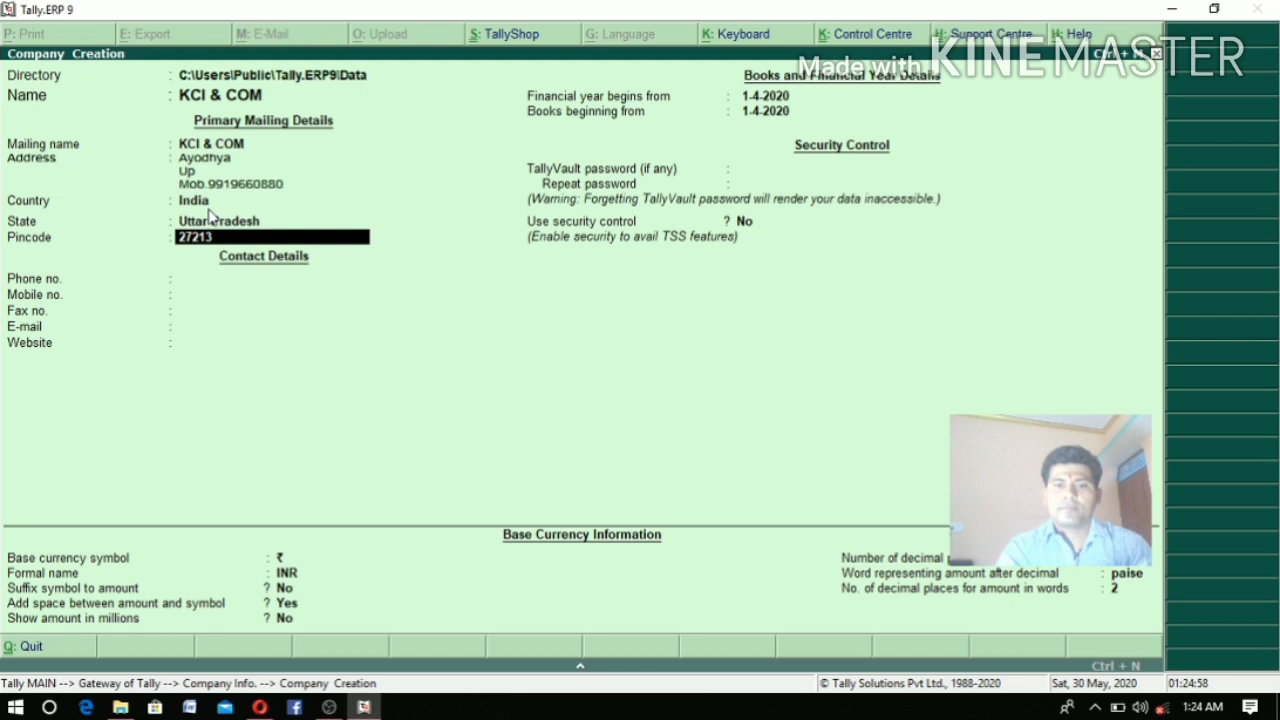 Tally.ERP 9
P: Print E: Export M: E-Mail O: Upload S: TallyShop G: Language K: Keyboard K: Control Centre H: Support Centre H: Help
Made with KINEMASTER
Company Creation Ctrl + M
Directory : C:\Users\Public\Tally.ERP9\Data
Name : KCI & COM
Primary Mailing Details
Mailing name : KCI & COM
Address : Ayodhya
Up
Mob.9919660880
Country : India
State : Uttar Pradesh
Pincode : 27213
Contact Details
Phone no. :
Mobile no. :
Fax no. :
E-mail :
Website :
Books and Financial Year Details
Financial year begins from : 1-4-2020
Books beginning from : 1-4-2020
Security Control
TallyVault password (if any) :
Repeat password :
(Warning: Forgetting TallyVault password will render your data inaccessible.)
Use security control ? No
(Enable security to avail TSS features)
Base Currency Information
Base currency symbol : ₹
Formal name : INR
Suffix symbol to amount ? No
Add space between amount and symbol ? Yes
Show amount in millions ? No
Number of decimal
Word representing amount after decimal : paise
No. of decimal places for amount in words : 2
Q: Quit
Ctrl + N
Tally MAIN --> Gateway of Tally --> Company Info. --> Company Creation © Tally Solutions Pvt Ltd., 1988-2020 Sat, 30 May, 2020 01:24:58
1:24 AM